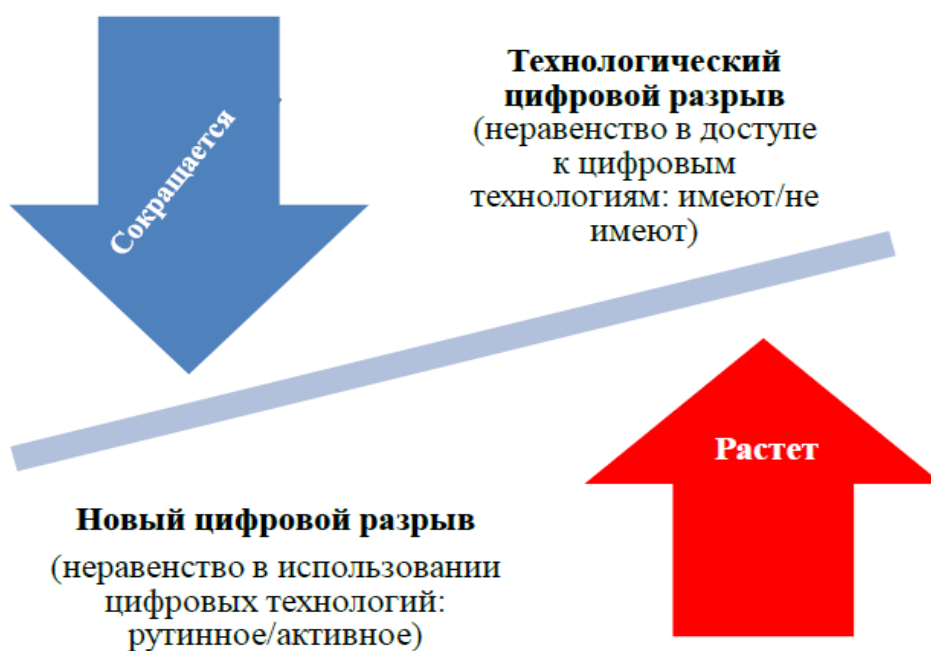 Сокращается
Технологический
цифровой разрыв
(неравенство в доступе
к цифровым
технологиям: имеют/не
имеют)
Растет
Новый цифровой разрыв
(неравенство в использовании
цифровых технологий:
рутинное/активное)